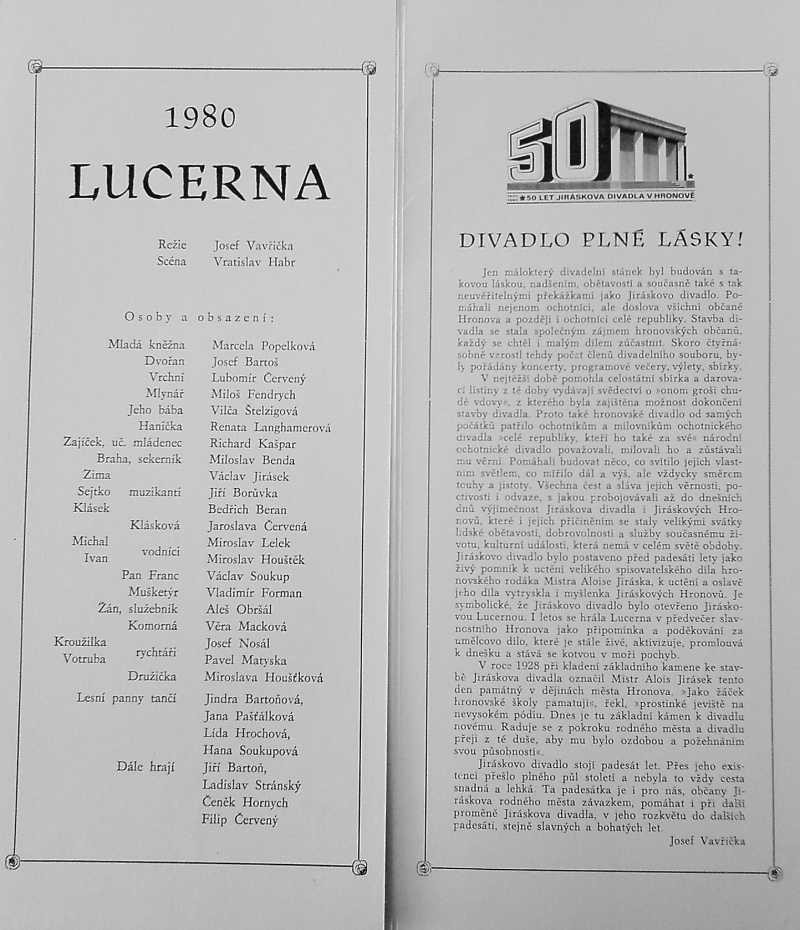 1980
LUCERNA
Režie Josef Vavřička
Scéna Vratislav Habr
Osoby a obsazení:
Mladá kněžna Marcela Popelková
Dvořan Josef Bartoš
Vrchní Lubomír Červený
Mlynář Miloš Fendrych
Jeho bába Vilča Štelzigová
Hanička Renata Langhamerová
Zajíček, uč. mládenec Richard Kašpar
Braha, sekerník Miloslav Benda
Zima Václav Jirásek
Sejtko muzikanti Jiří Borůvka
Klásek Bedřich Beran
Klásková Jaroslava Červená
Michal Miroslav Lelek
vodníci
Ivan Miroslav Houštěk
Pan Franc Václav Soukup
Mušketýr Vladimír Forman
Žán, služebník Aleš Obršál
Komorná Věra Macková
Kroužilka Josef Nosál
rychtáři
Votruba Pavel Matyska
Družička Miroslava Houšťková
Lesní panny tančí Jindra Bartoňová,
Jana Pašťálková
Lída Hrochová,
Hana Soukupová
Dále hrají Jiří Bartoň,
Ladislav Stránský
Čeněk Hornych
Filip Červený
50
★50 LET JIRÁSKOVA DIVADLA V HRONOVĚ
DIVADLO PLNÉ LÁSKY!
Jen málokterý divadelní stánek byl budován s ta-
kovou láskou, nadšením, obětavostí a současně také s tak
neuvěřitelnými překážkami jako Jiráskovo divadlo. Po-
máhali nejenom ochotníci, ale doslova všichni občané
Hronova a později i ochotníci celé republiky. Stavba di-
vadla se stala společným zájmem hronovských občanů,
každý se chtěl i malým dílem zúčastnit. Skoro čtyřná-
sobně vzrostl tehdy počet členů divadelního souboru, by-
ly pořádány koncerty, programové večery, výlety, sbírky.
V nejtěžší době pomohla celostátní sbírka a darova-
cí listiny z té doby vydávají svědectví o »onom groši chu-
dé vdovy«, z kterého byla zajištěna možnost dokončení
stavby divadla. Proto také hronovské divadlo od samých
počátků patřilo ochotníkům a milovníkům ochotnického
divadla »celé republiky, kteří ho také za své« národní
ochotnické divadlo považovali, milovali ho a zůstávali
mu věrni. Pomáhali budovat něco, co svítilo jejich vlast-
ním světlem, co mířilo dál a výš, ale vždycky směrem
touhy a jistoty. Všechna čest a sláva jejich věrnosti, po-
ctivosti i odvaze, s jakou probojovávali až do dnešních
dnů výjimečnost Jiráskova divadla i Jiráskových Hro-
novů, které i jejich přičiněním se staly velikými svátky
lidské obětavosti, dobrovolnosti a služby současnému ži-
votu, kulturní události, která nemá v celém světě obdoby.
Jiráskovo divadlo bylo postaveno před padesáti lety jako
živý pomník k uctění velikého spisovatelského díla hro-
novského rodáka Mistra Aloise Jiráska, k uctění a oslavě
jeho díla vytryskla i myšlenka Jiráskových Hronovů. Je
symbolické, že Jiráskovo divadlo bylo otevřeno Jirásko-
vou Lucernou. I letos se hrála Lucerna v předvečer slav-
nostního Hronova jako připomínka a poděkování za
umělcovo dílo, které je stále živé, aktivizuje, promlouvá
k dnešku a stává se kotvou v moři pochyb.
V roce 1928 při kladení základního kamene ke stav-
bě Jiráskova divadla označil Mistr Alois Jirásek tento
den památný v dějinách města Hronova. »Jako žáček
hronovské školy pamatuji«, řekl, »prostinké jeviště na
nevysokém pódiu. Dnes je tu základní kámen k divadlu
novému. Raduje se z pokroku rodného města a divadlu
přeji z té duše, aby mu bylo ozdobou a požehnáním
svou působností«.
Jiráskovo divadlo stojí padesát let. Přes jeho exis-
tenci přešlo plného půl století a nebyla to vždy cesta
snadná a lehká. Ta padesátka je i pro nás, občany Ji-
ráskova rodného města závazkem, pomáhat i při další
proměně Jiráskova divadla, v jeho rozkvětu do dalších
padesáti, stejně slavných a bohatých let.
Josef Vavřička